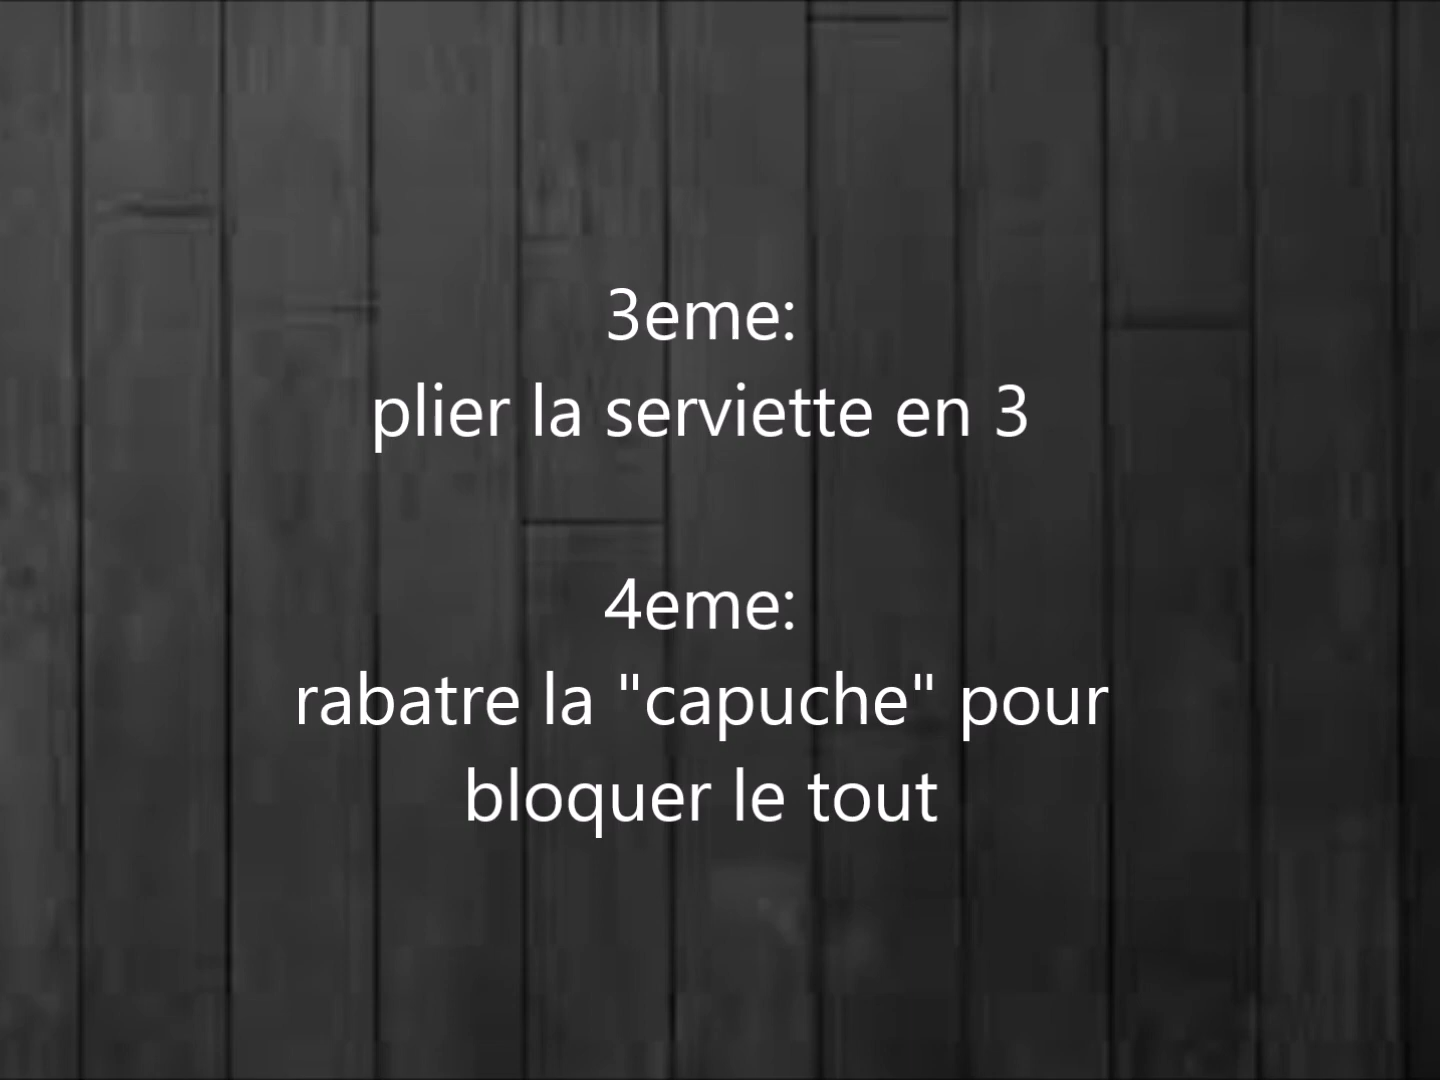 3eme:
plier la serviette en 3
4eme:
rabatre la "capuche" pour
bloquer le tout